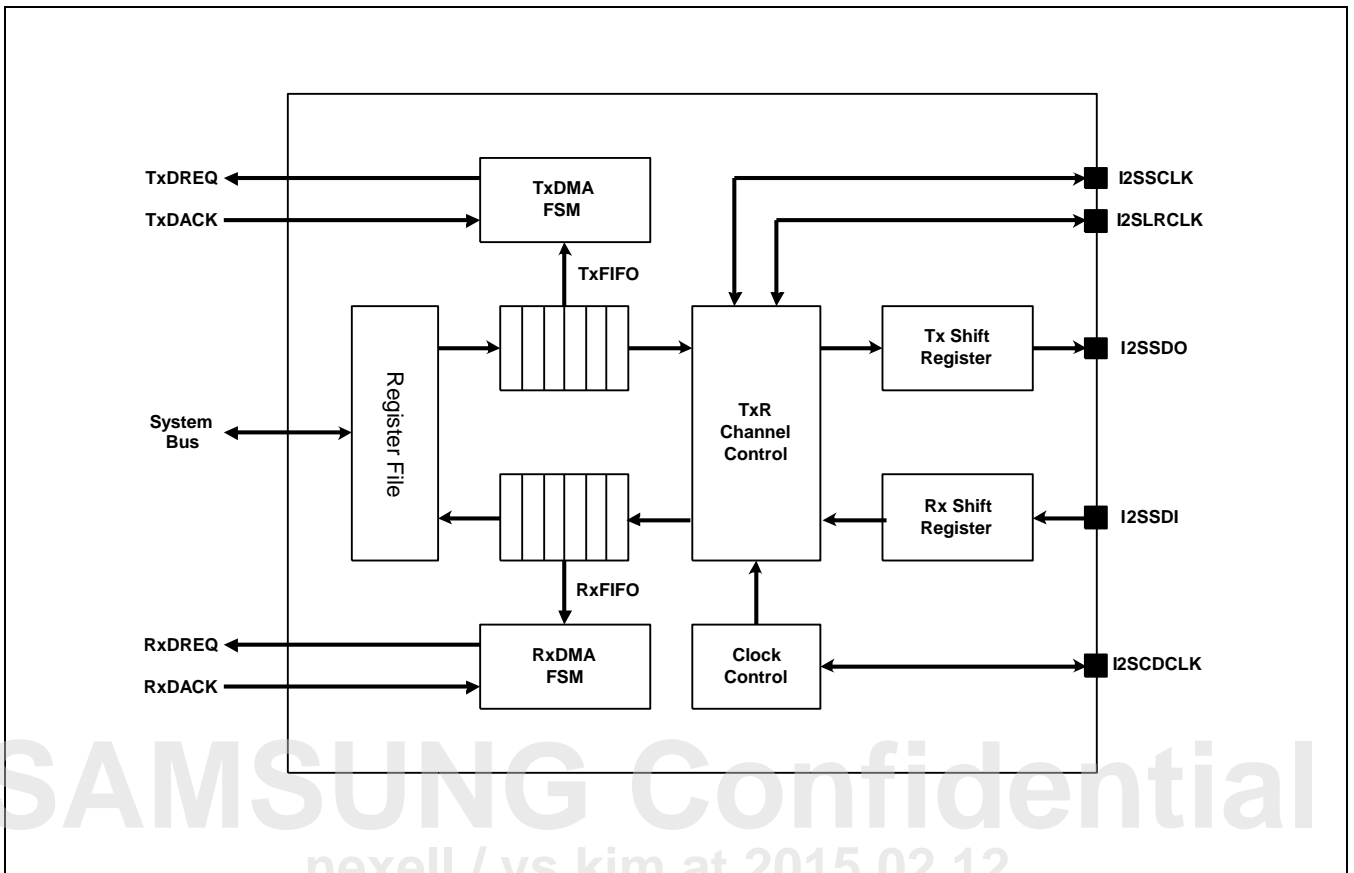 TxDREQ
TxDACK
TxDMA
FSM
I2SSCLK
I2SLRCLK
TxFIFO
Register File
TxR
Channel
Control
Tx Shift
Register
I2SSDO
System
Bus
Rx Shift
Register
I2SSDI
RxFIFO
RxDREQ
RxDACK
RxDMA
FSM
Clock
Control
I2SCDCLK
SAMSUNG Confidential
nexell / ys.kim at 2015.02.12